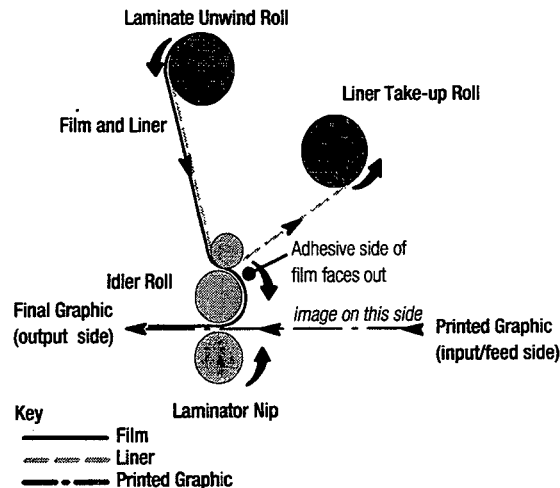 Laminate Unwind Roll
Liner Take-up Roll
Film and Liner
Adhesive side of
film faces out
Idler Roll
Final Graphic
(output side)
image on this side
Printed Graphic
(input/feed side)
Laminator Nip
Key
Film
Liner
Printed Graphic